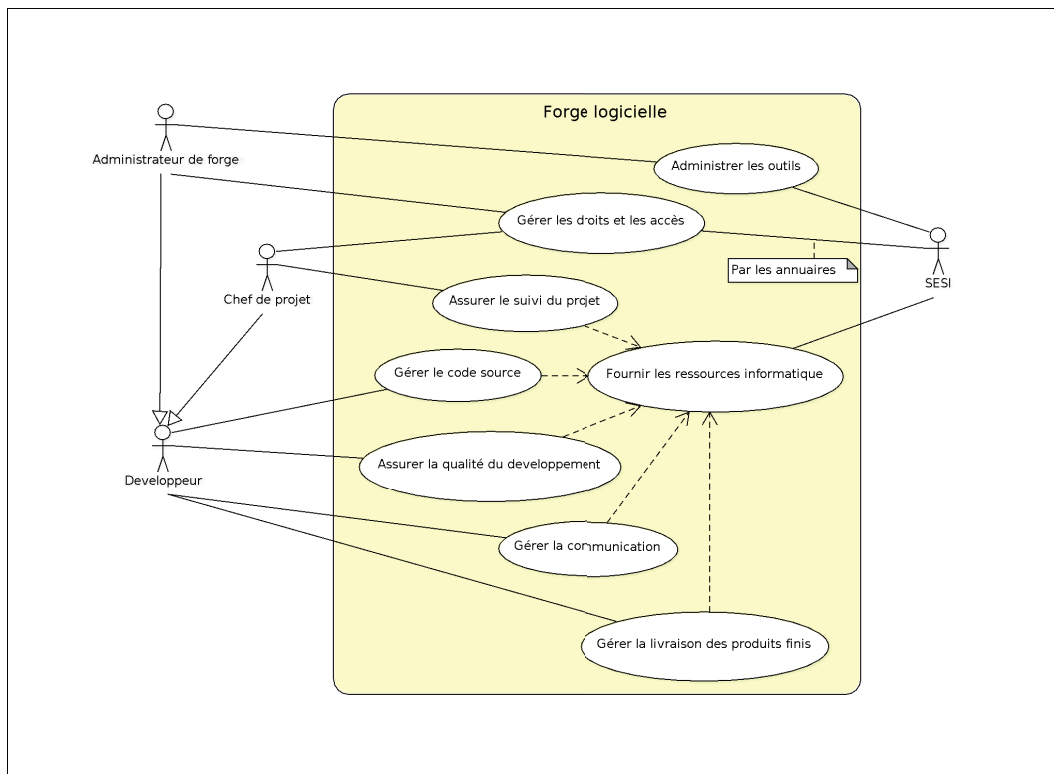 Forge logicielle
Administrateur de forge
Administrer les outils
Gérer les droits et les accès
Par les annuaires
SESI
Chef de projet
Assurer le suivi du projet
Gérer le code source
Fournir les ressources informatique
Assurer la qualité du developpement
Developpeur
Gérer la communication
Gérer la livraison des produits finis